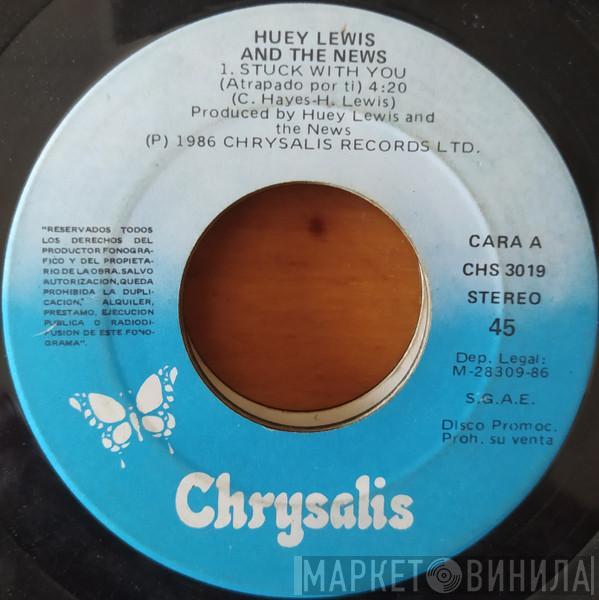 HUEY LEWIS
AND THE NEWS
1. STUCK WITH YOU
(Atrapado por ti) 4:20
(C. Hayes-H. Lewis)
Produced by Huey Lewis and
the News
(P) 1986 CHRYSALIS RECORDS LTD.
"RESERVADOS TODOS
LOS DERECHOS DEL
PRODUCTOR FONOGRA-
FICO Y DEL PROPIETA-
RIO DE LA OBRA. SALVO
AUTORIZACION, QUEDA
PROHIBIDA LA DUPLI-
CACION," ALQUILER,
PRESTAMO, EJECUCION
PUBLICA O RADIODI-
FUSION DE ESTE FONO-
GRAMA".
CARA A
CHS 3019
STEREO
45
Dep. Legal:
M-28309-86
S.G.A.E.
Disco Promoc.
Proh. su venta
Chrysalis
МАРКЕТ ВИНИЛА